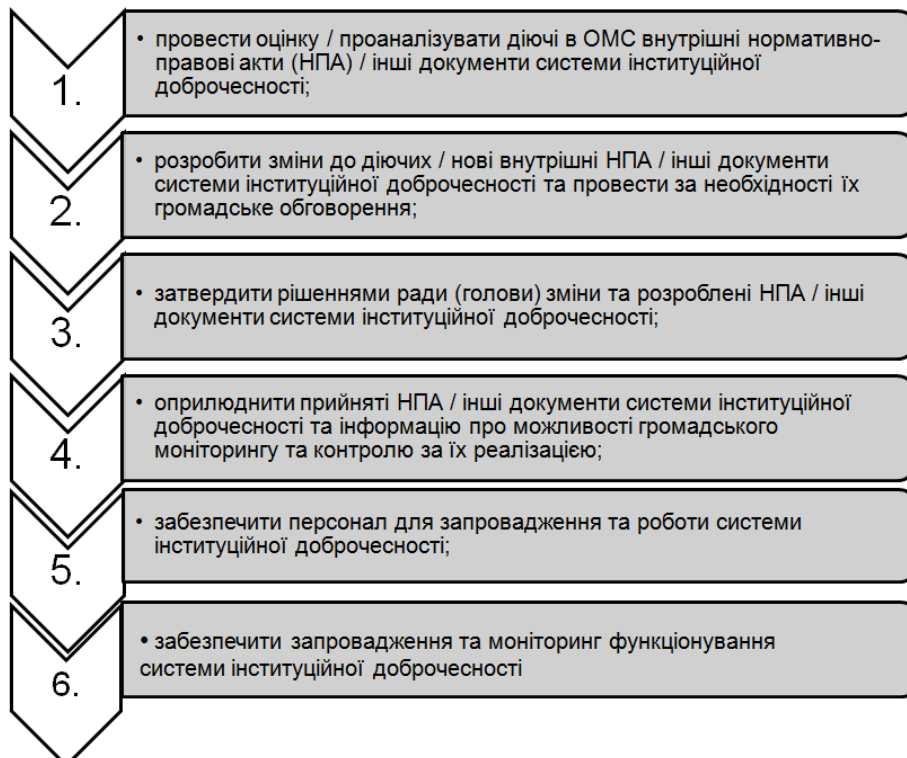 1.
• провести оцінку / проаналізувати діючі в ОМС внутрішні нормативно-
правові акти (НПА) / інші документи системи інституційної
доброчесності;
2.
• розробити зміни до діючих / нові внутрішні НПА / інші документи
системи інституційної доброчесності та провести за необхідності їх
громадське обговорення;
3.
• затвердити рішеннями ради (голови) зміни та розроблені НПА / інші
документи системи інституційної доброчесності;
4.
• оприлюднити прийняті НПА / інші документи системи інституційної
доброчесності та інформацію про можливості громадського
моніторингу та контролю за їх реалізацією;
5.
• забезпечити персонал для запровадження та роботи системи
інституційної доброчесності;
6.
• забезпечити запровадження та моніторинг функціонування
системи інституційної доброчесності